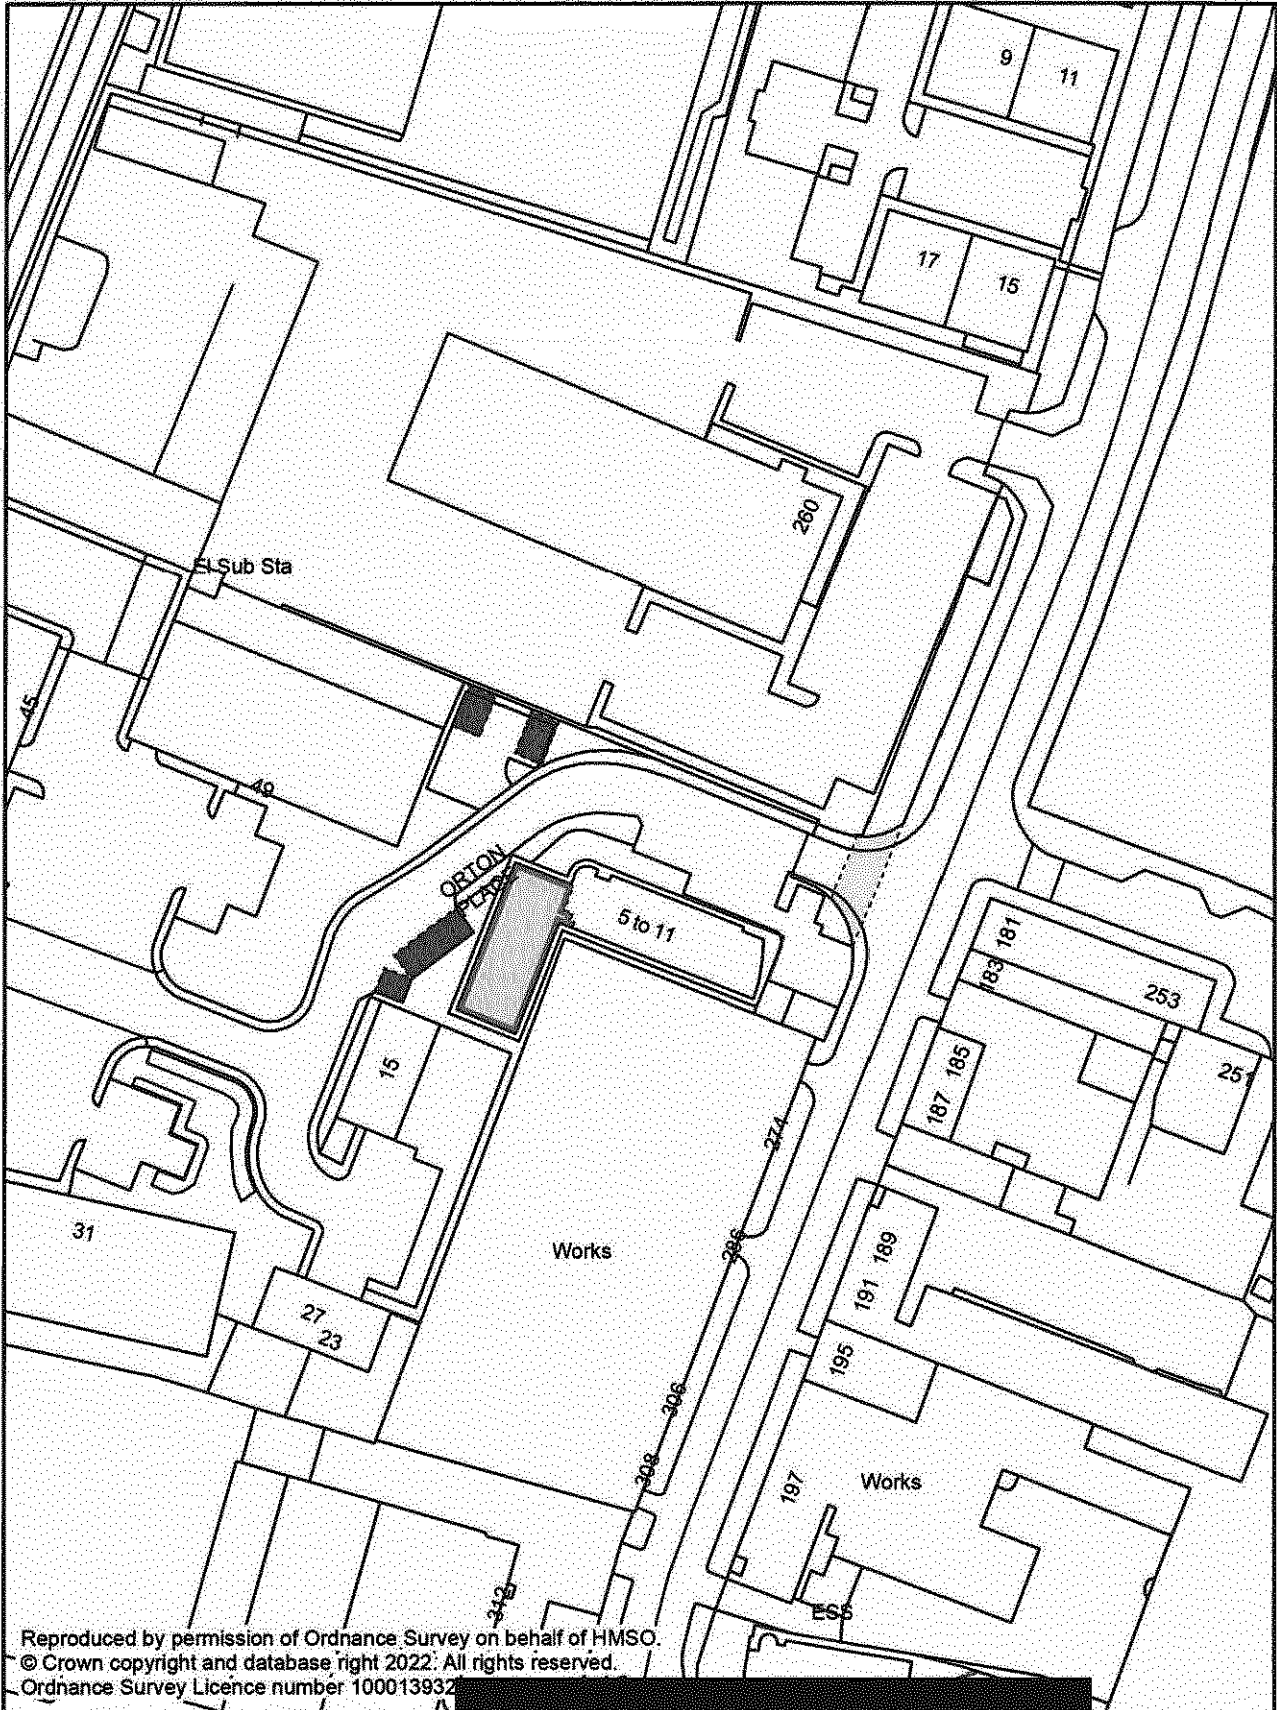 9
11
17
15
260
El Sub Sta
45
49
ORTON
PLACE
5 to 11
181
183
253
15
185
251
187
274
31
286
Works
189
191
27
23
195
306
308
197
Works
312
ESS
Reproduced by permission of Ordnance Survey on behalf of HMSO.
© Crown copyright and database right 2022. All rights reserved.
Ordnance Survey Licence number 100013932